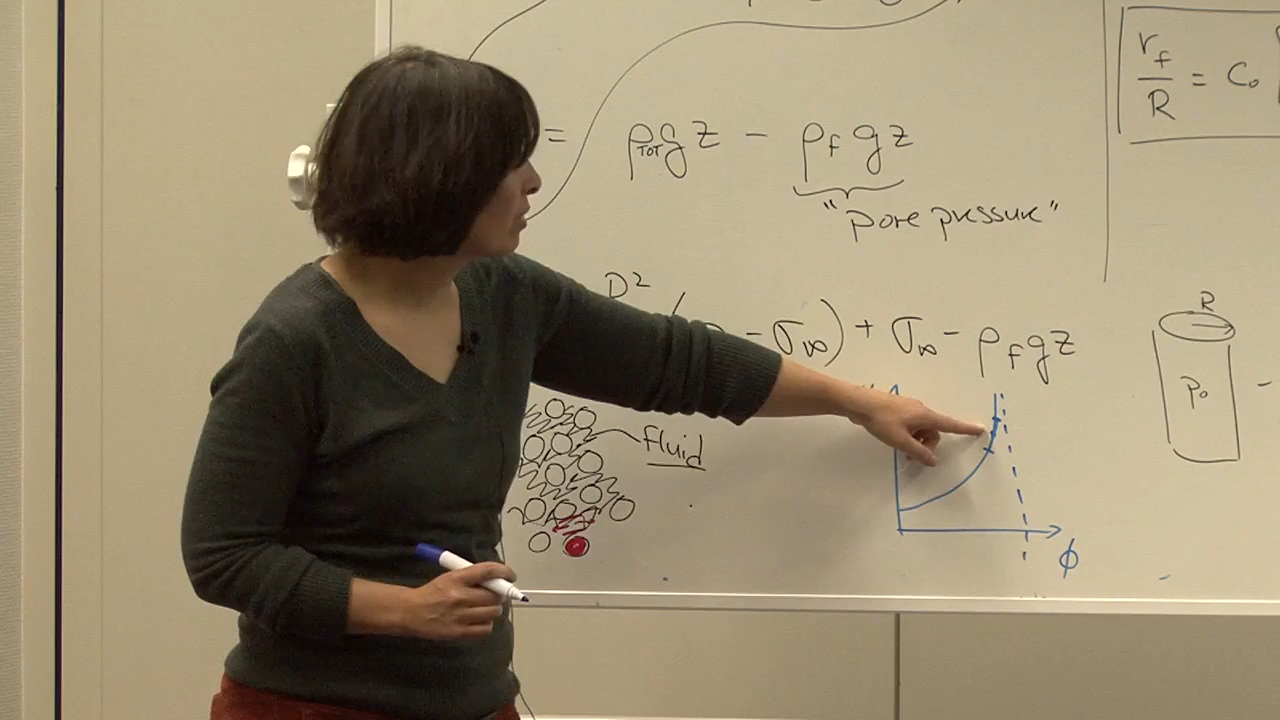 r_f / R = C₀
= ρ_TOT g z - ρ_f g z
"pore pressure"
D²
- σ_∞) + σ_∞ - ρ_f g z
R
P₀ -
fluid
ϕ